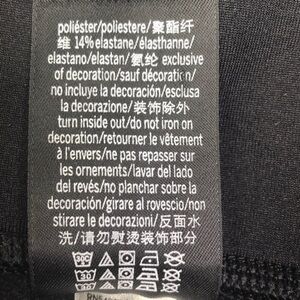 poliéster/poliestere/聚酯纤
维 14% elastane/élasthanne/
elastano/elastan/氨纶 exclusive
of decoration/sauf décoration/
no incluye la decoración/esclusa
la decorazione/装饰除外
turn inside out/do not iron on
decoration/retourner le vêtement
à l'envers/ne pas repasser sur
les ornements/lavar del lado
del revés/no planchar sobre la
decoración/girare al rovescio/non
stirare le decorazioni/反面水
洗/请勿熨烫装饰部分